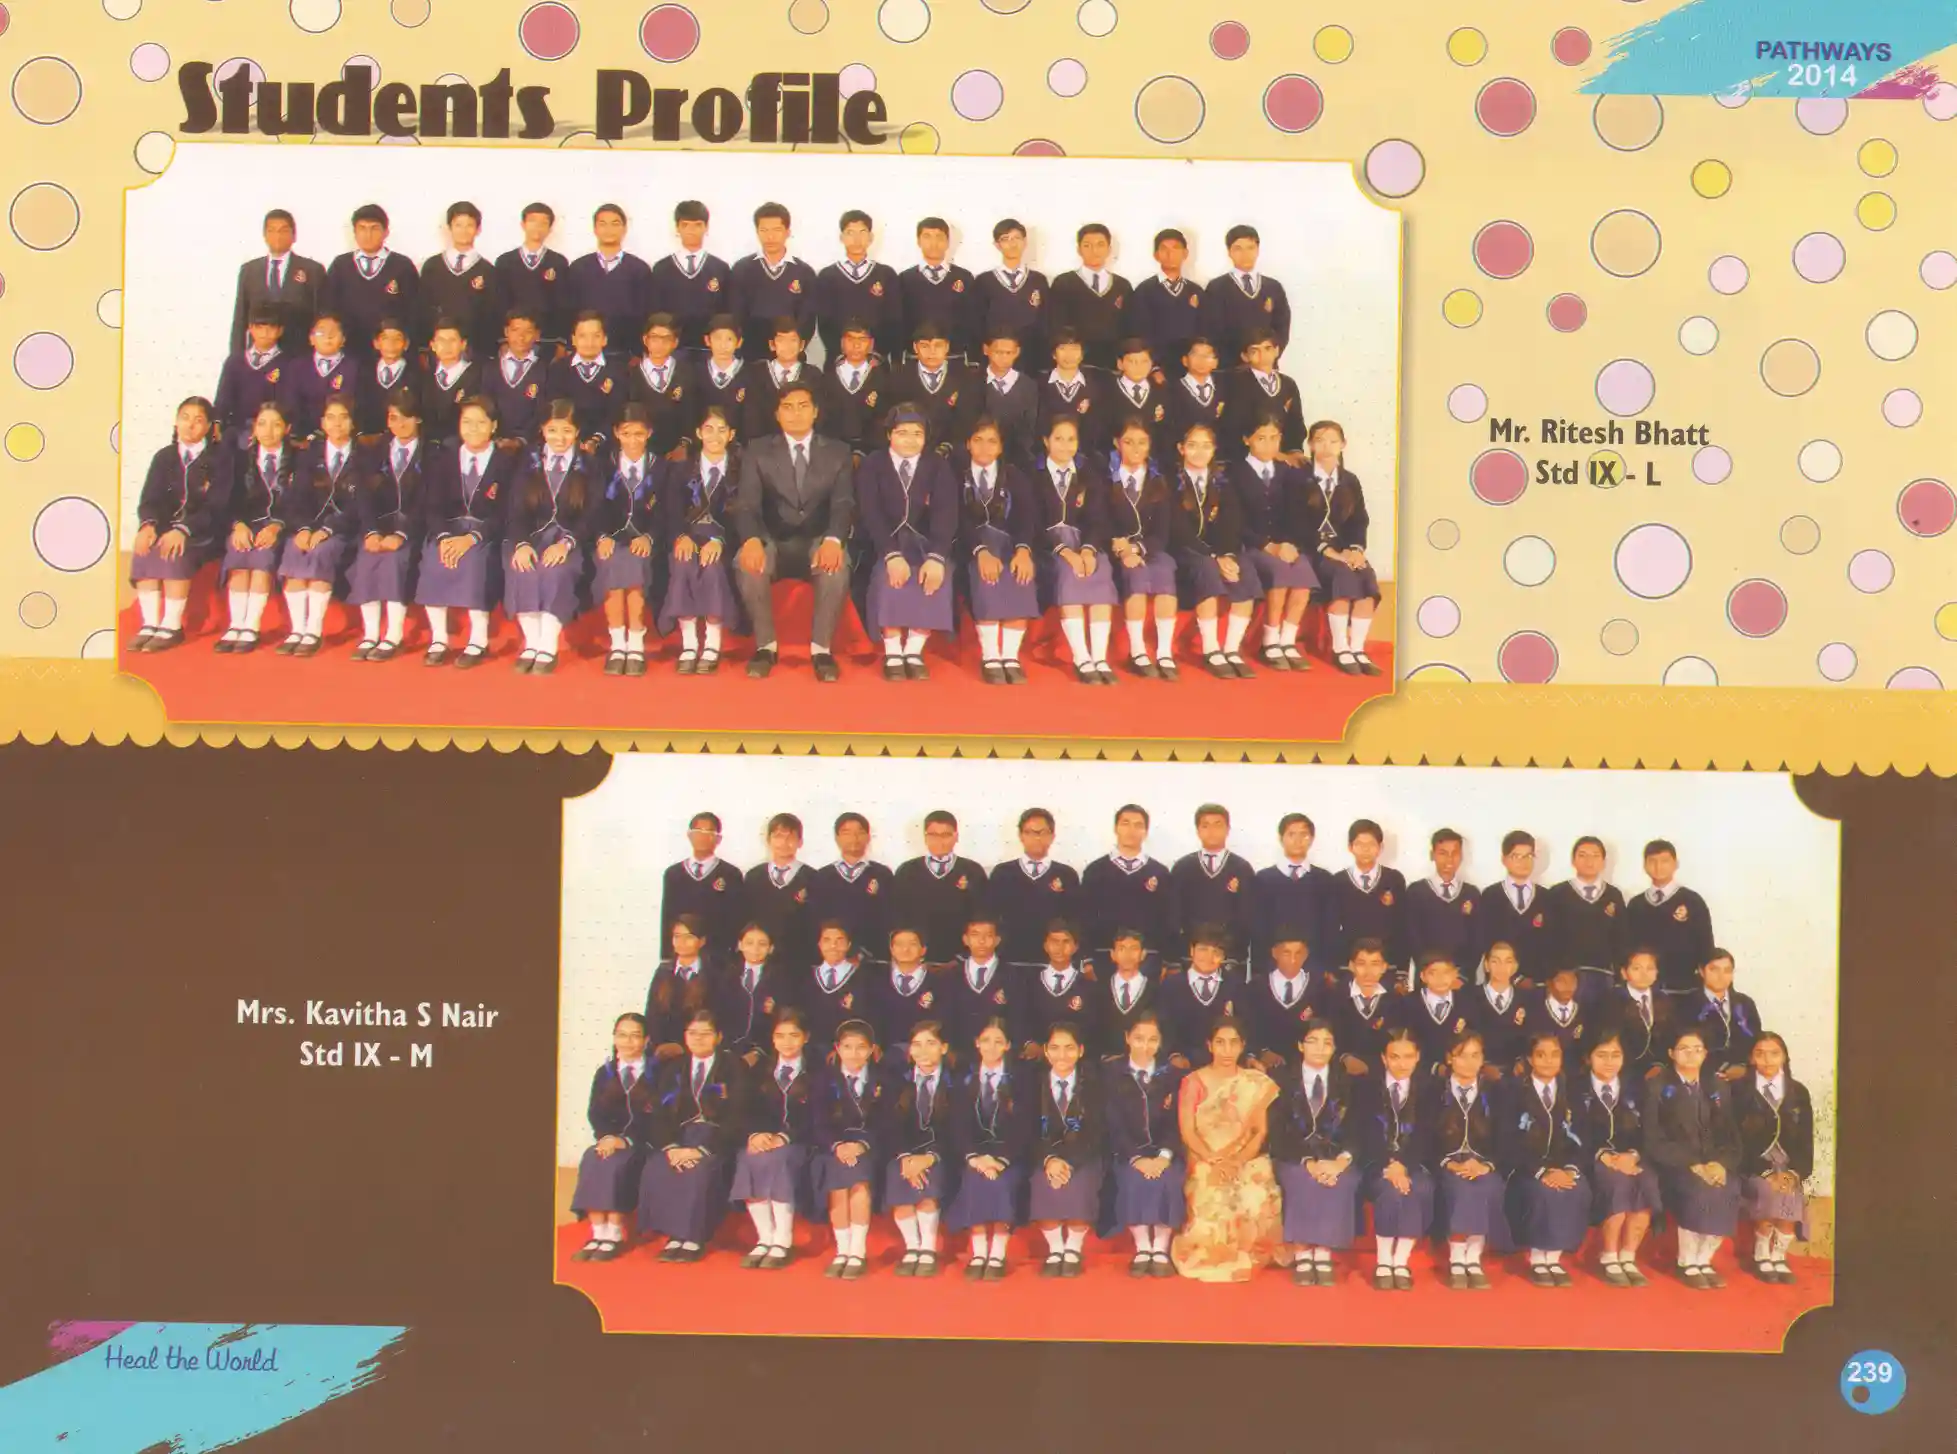 Students Profile
PATHWAYS
2014
Mr. Ritesh Bhatt
Std IX - L
Mrs. Kavitha S Nair
Std IX - M
Heal the World
239